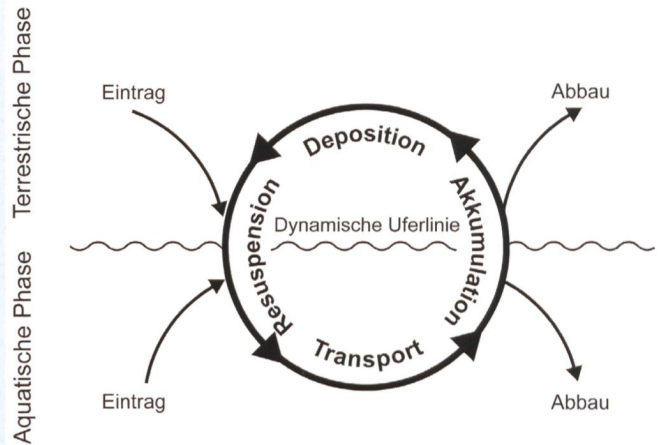 Terrestrische Phase
Aquatische Phase
Eintrag
Abbau
Deposition
Resuspension
Dynamische Uferlinie
Akkumulation
Transport
Eintrag
Abbau